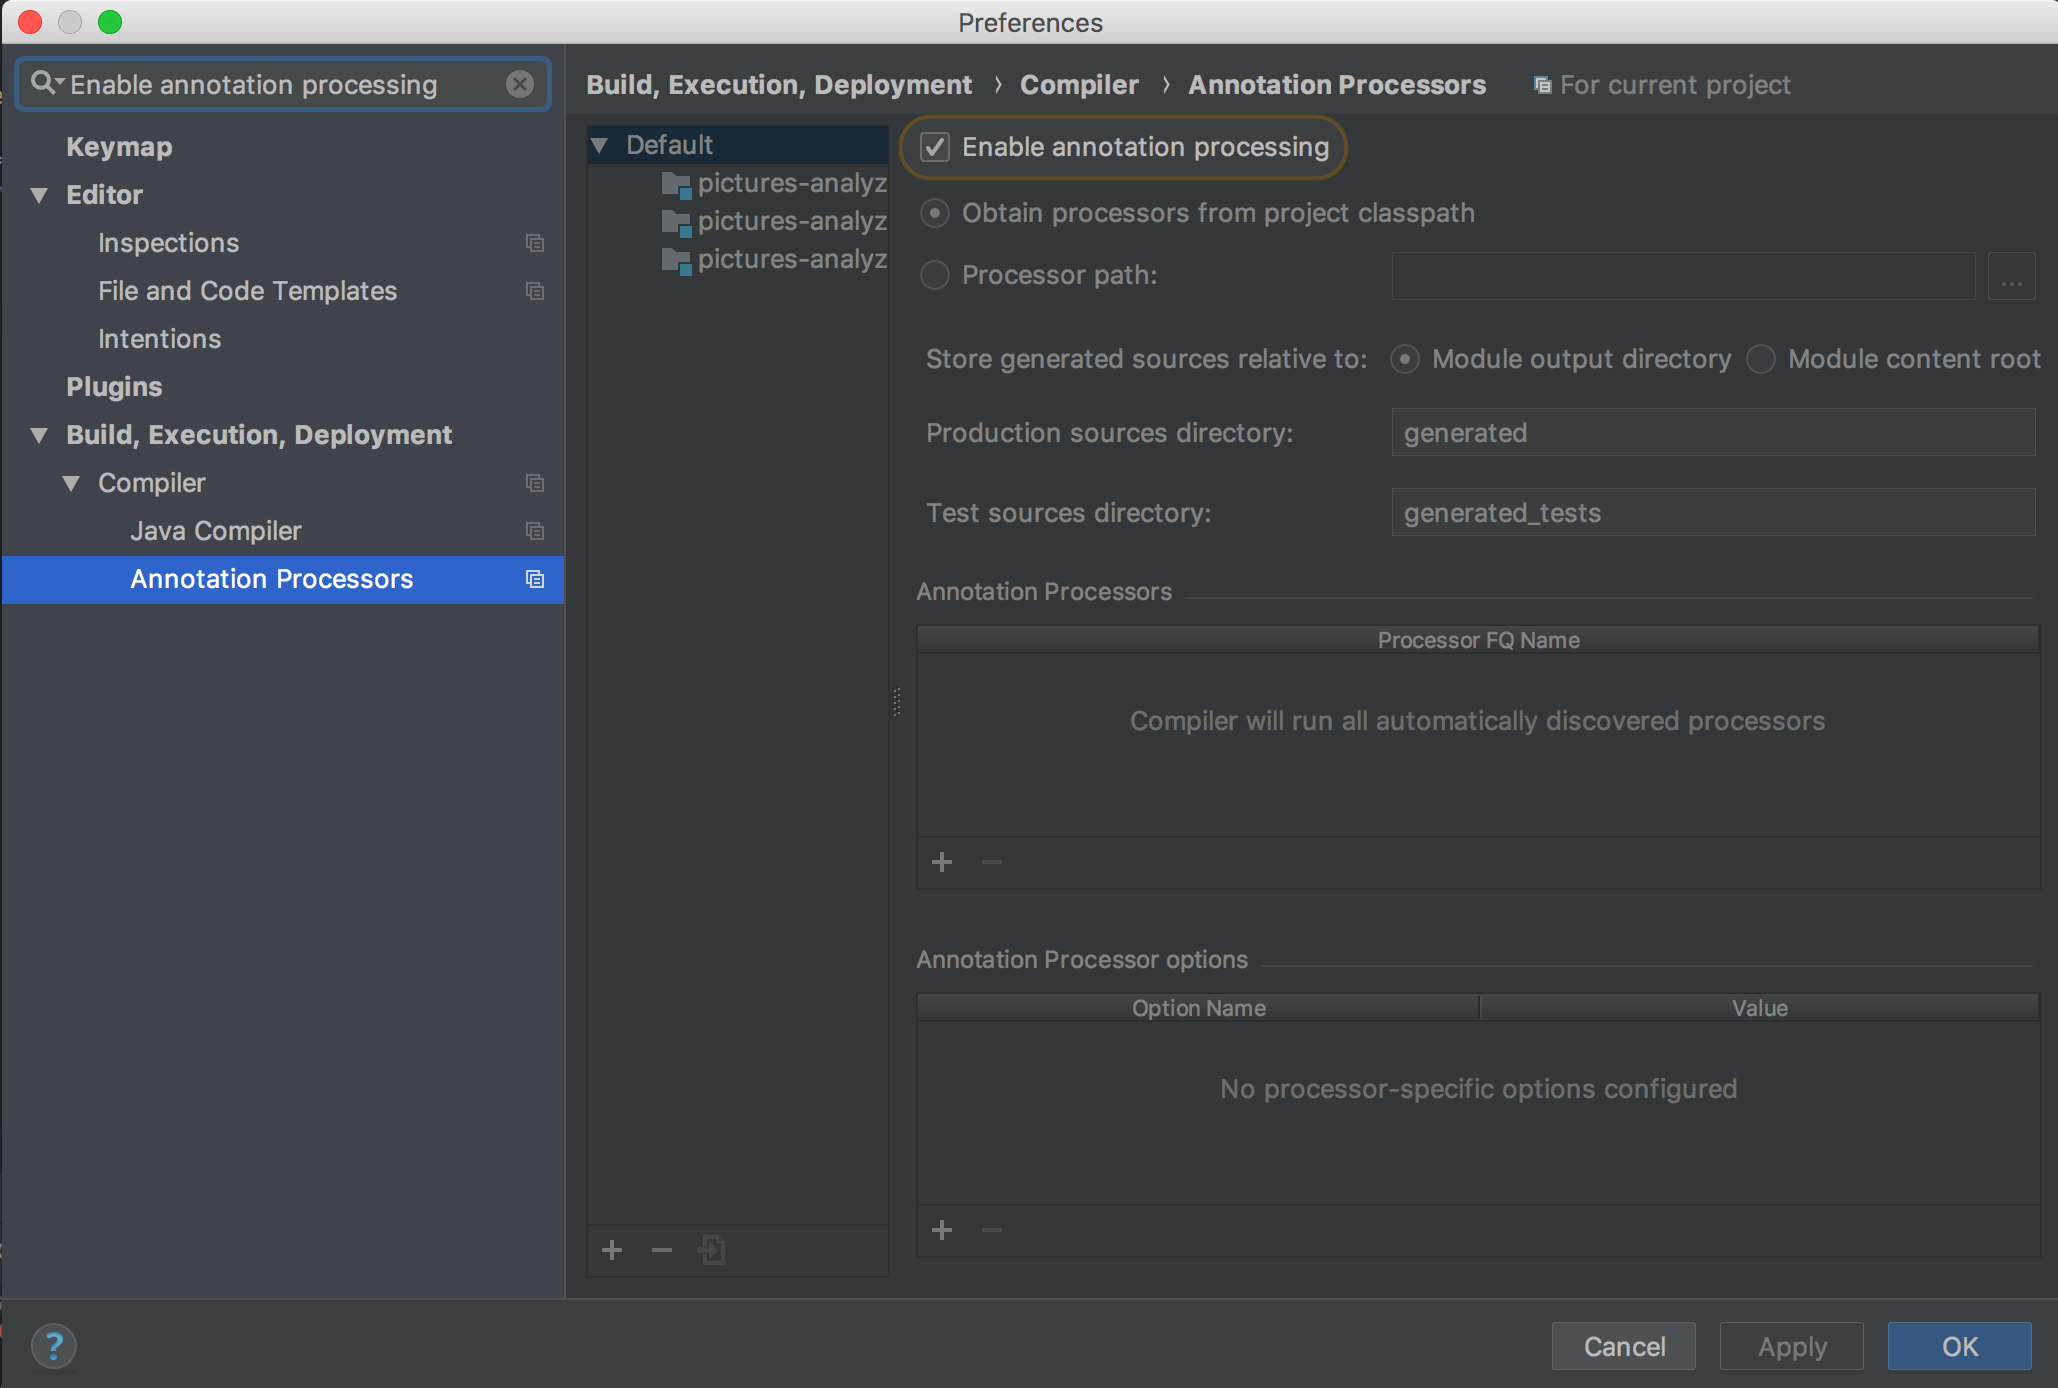 Preferences
Enable annotation processing
Keymap
Editor
Inspections
File and Code Templates
Intentions
Plugins
Build, Execution, Deployment
Compiler
Java Compiler
Annotation Processors
Build, Execution, Deployment › Compiler › Annotation Processors For current project
Default
pictures-analyz
pictures-analyz
pictures-analyz
Enable annotation processing
Obtain processors from project classpath
Processor path:
...
Store generated sources relative to: Module output directory Module content root
Production sources directory: generated
Test sources directory: generated_tests
Annotation Processors
Processor FQ Name
Compiler will run all automatically discovered processors
Annotation Processor options
Option Name Value
No processor-specific options configured
?
Cancel Apply OK